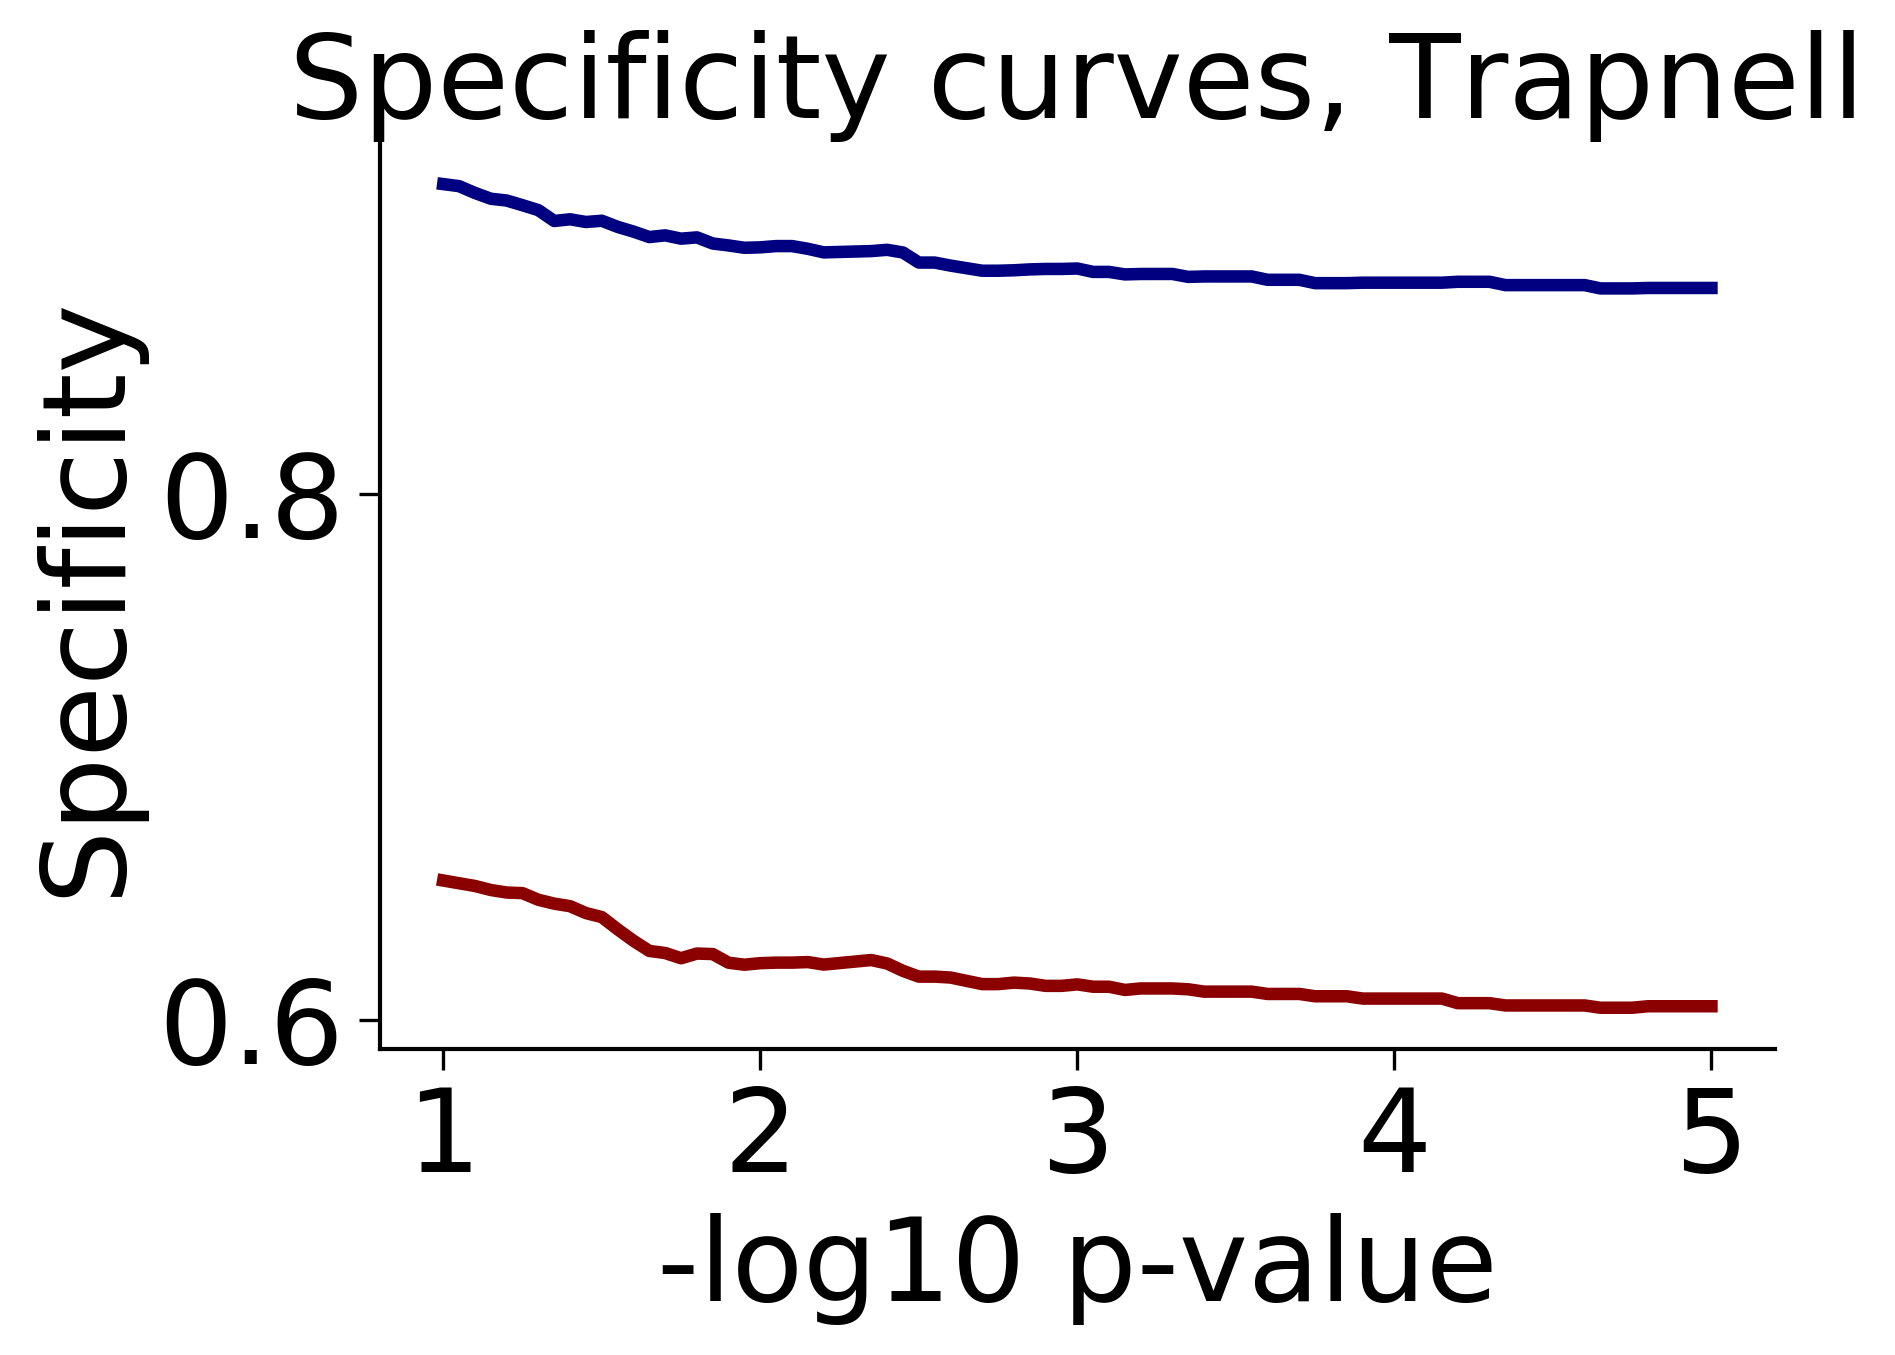 Specificity curves, Trapnell
Specificity
0.8
0.6
1 2 3 4 5
-log10 p-value